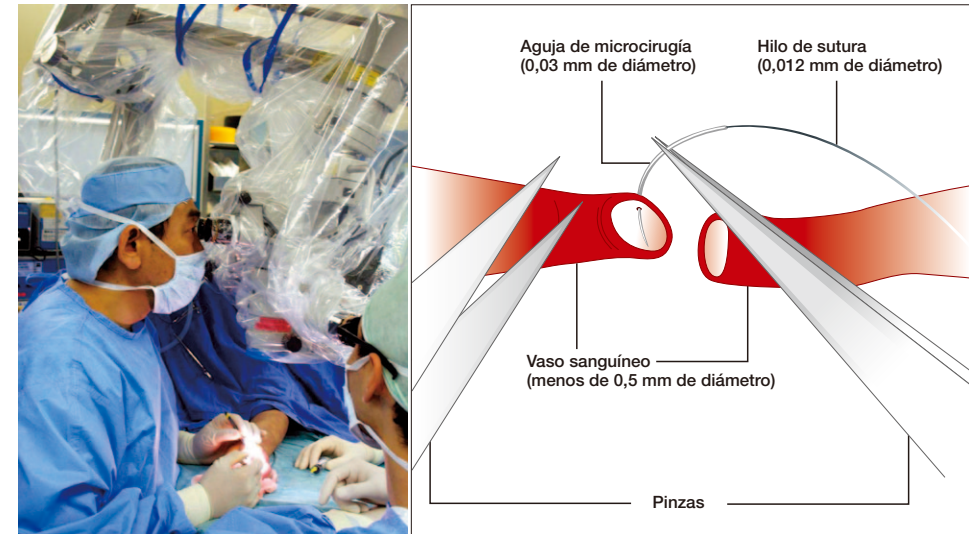 Aguja de microcirugía
(0,03 mm de diámetro)
Hilo de sutura
(0,012 mm de diámetro)
Vaso sanguíneo
(menos de 0,5 mm de diámetro)
Pinzas